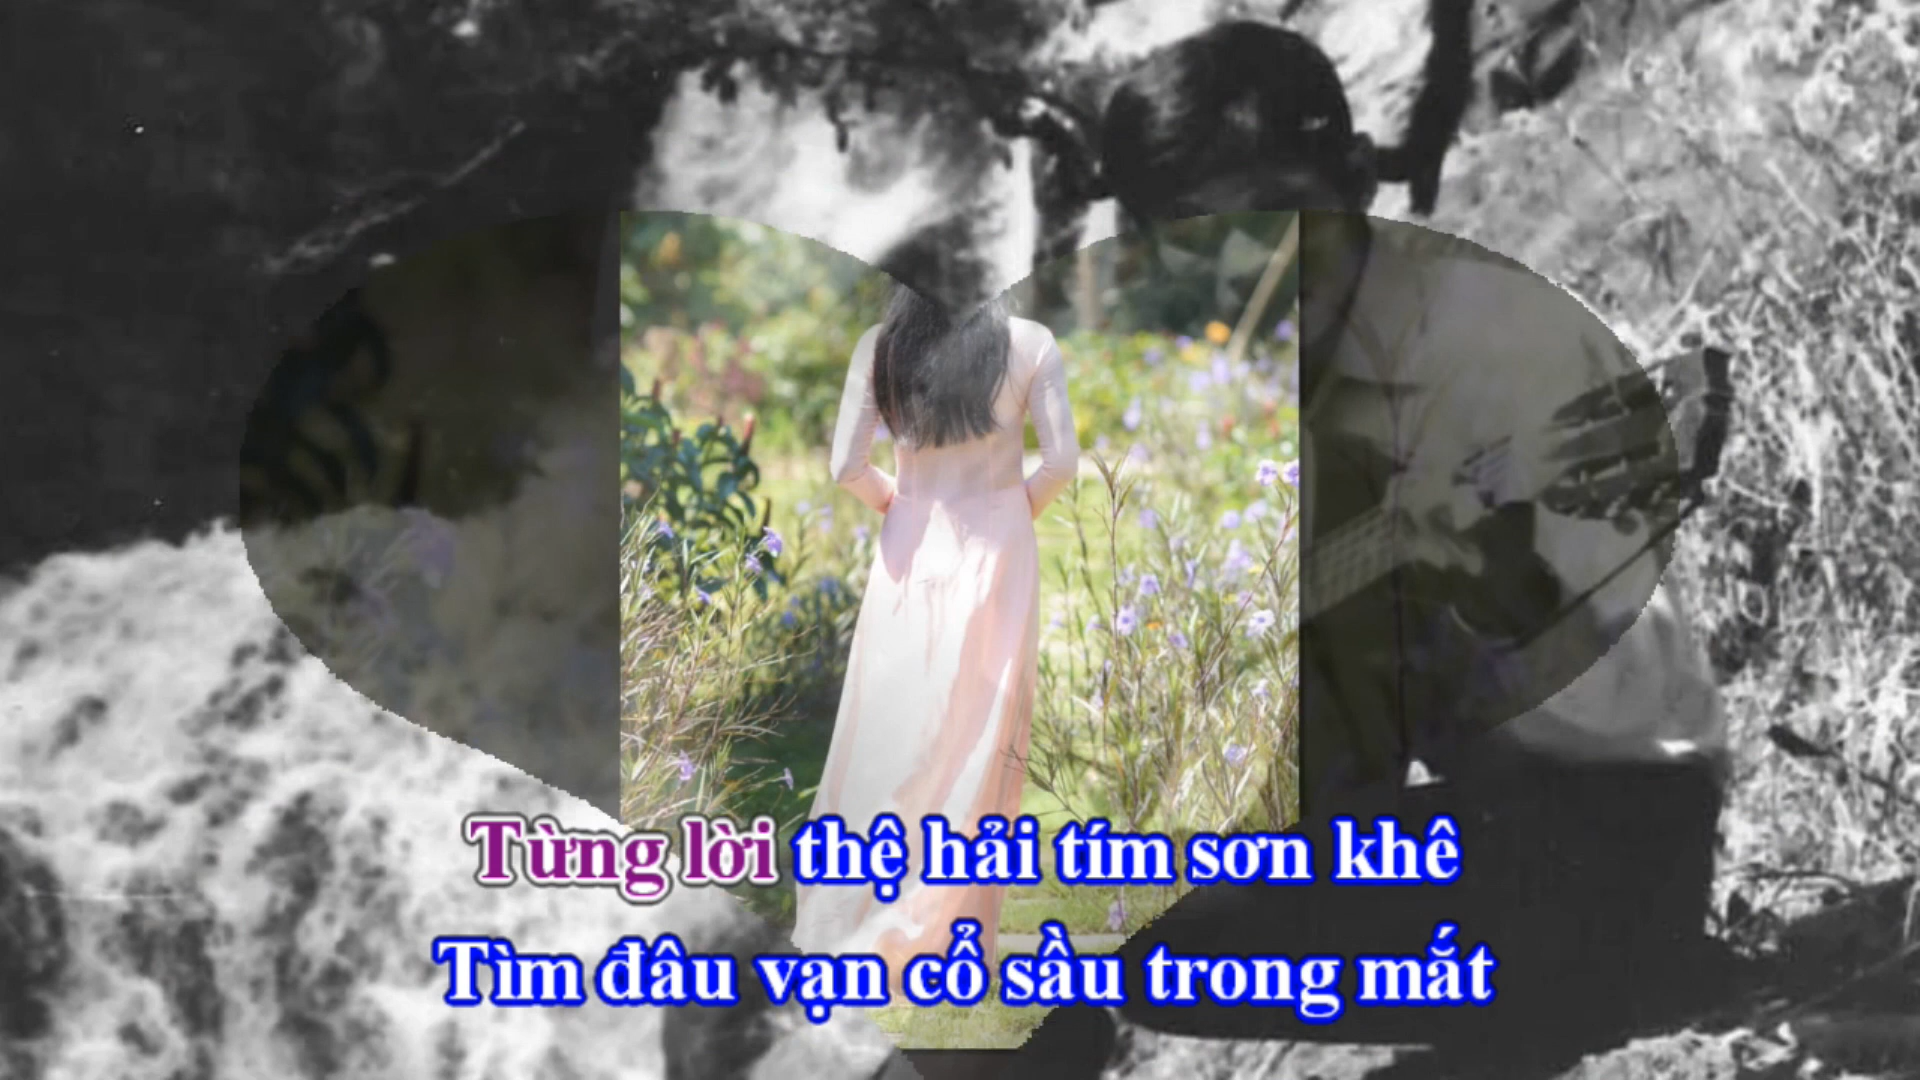 Từng lời thệ hải tím sơn khê
Tìm đâu vạn cổ sầu trong mắt